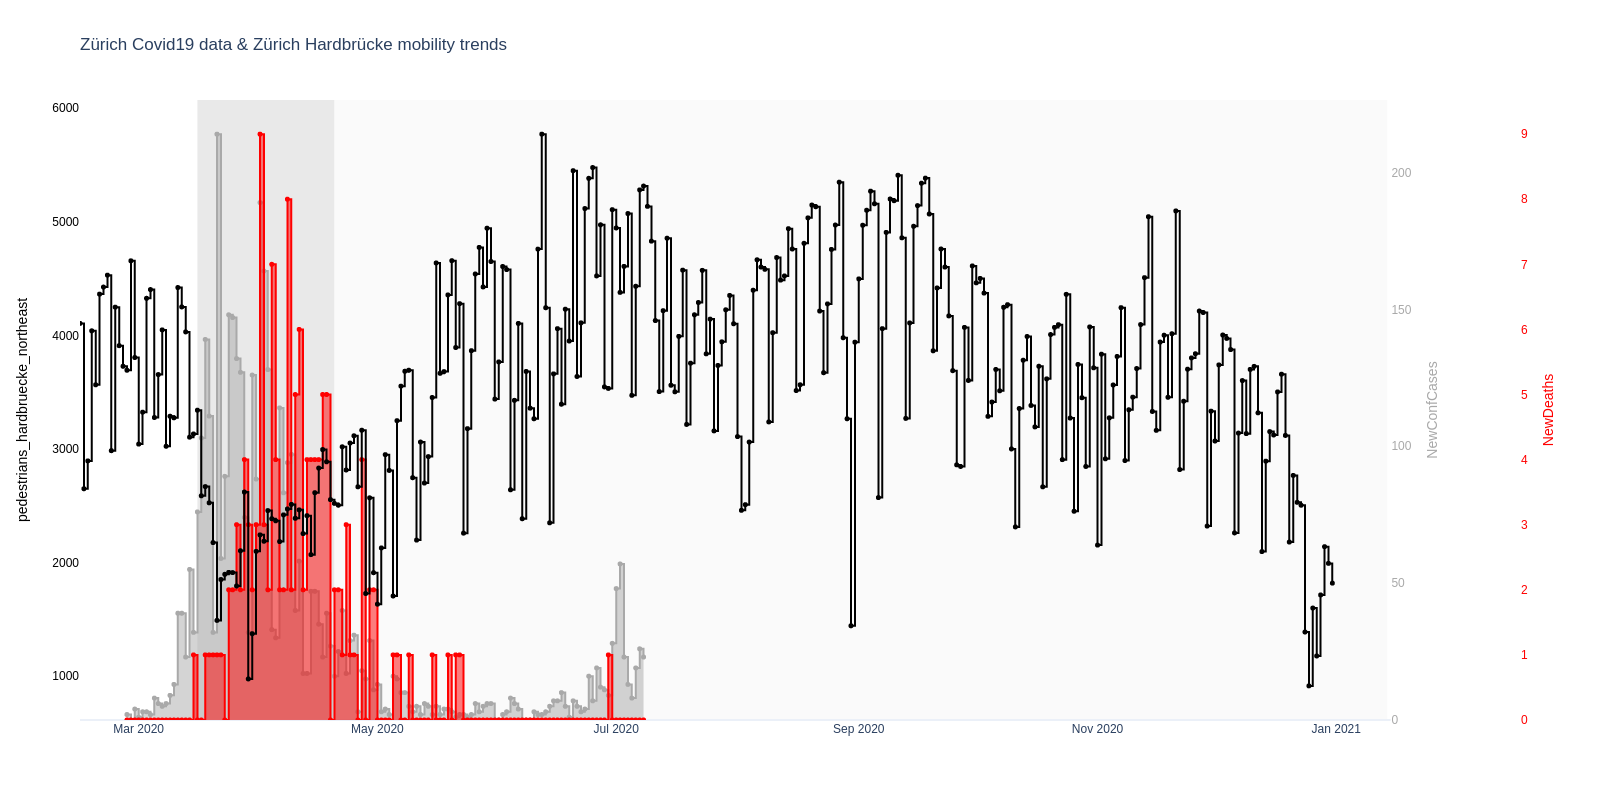 Zürich Covid19 data & Zürich Hardbrücke mobility trends
6000
5000
4000
3000
2000
1000
pedestrians_hardbruecke_northeast
Mar 2020
May 2020
Jul 2020
Sep 2020
Nov 2020
Jan 2021
200
150
100
50
0
NewConfCases
9
8
7
6
5
4
3
2
1
0
NewDeaths